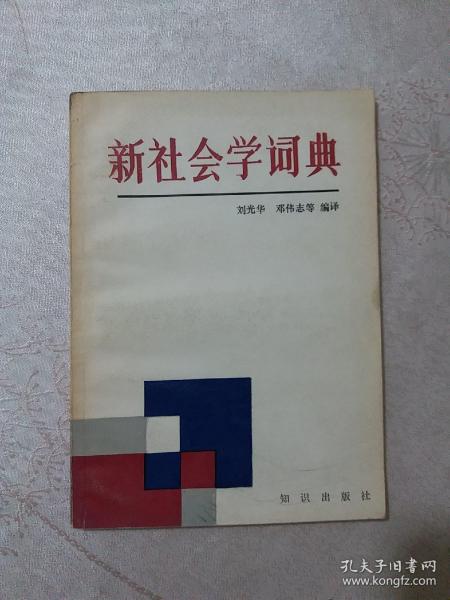 新社会学词典
刘光华 邓伟志等 编译
知识出版社
孔夫子旧书网
www.kongfz.com